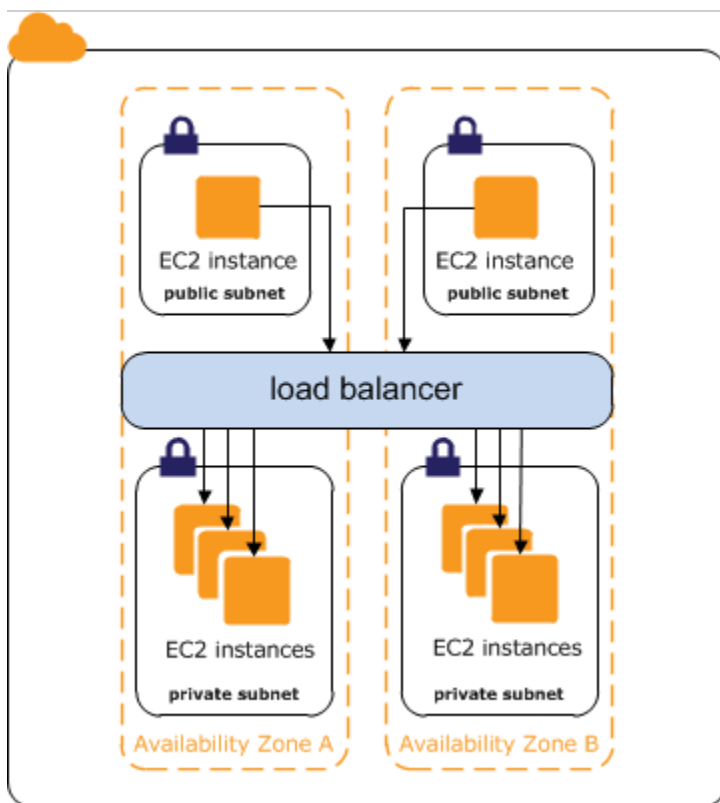 EC2 instance
public subnet
EC2 instance
public subnet
load balancer
EC2 instances
private subnet
EC2 instances
private subnet
Availability Zone A
Availability Zone B